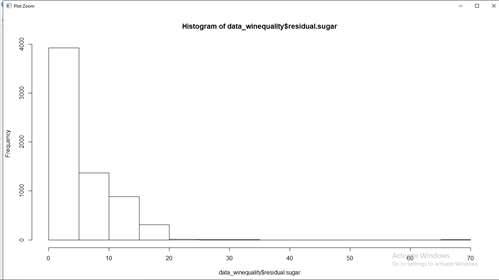 Plot Zoom
Histogram of data_winequality$residual.sugar
Frequency
4000
3000
2000
1000
0
0 10 20 30 40 50 60 70
data_winequality$residual.sugar
Activate Windows
Go to Settings to activate Windows.